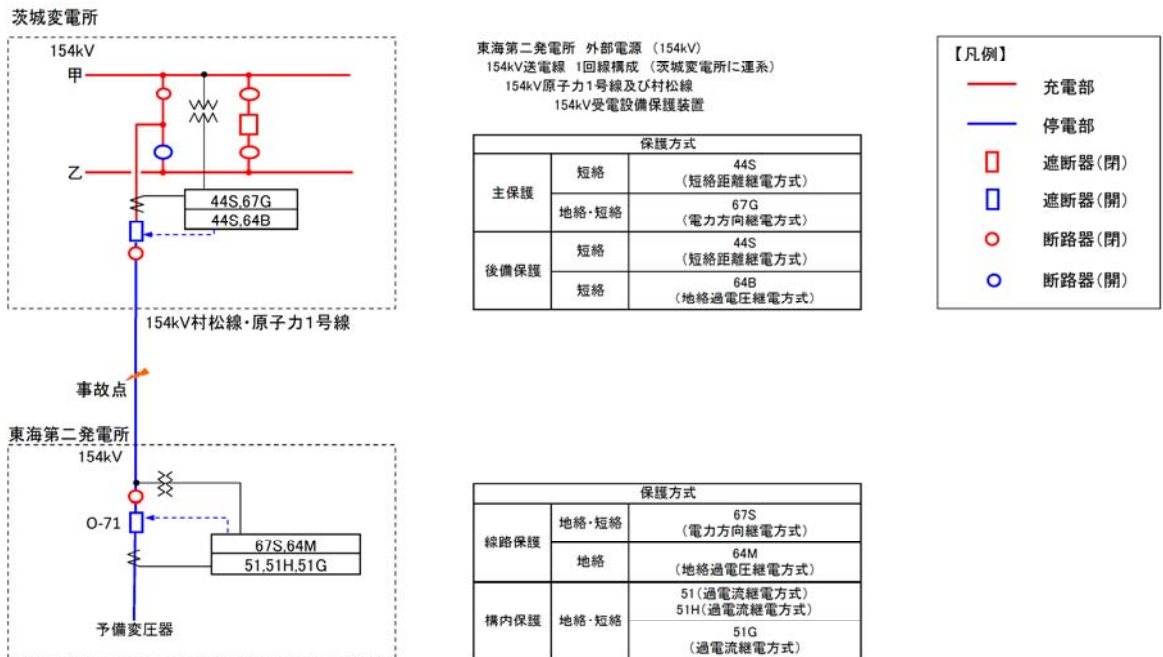 茨城変電所
154kV
甲
乙
44S,67G
44S,64B
154kV村松線・原子力1号線
事故点
東海第二発電所
154kV
O-71
67S,64M
51,51H,51G
予備変圧器
東海第二発電所 外部電源 (154kV)
154kV送電線 1回線構成 (茨城変電所に連系)
154kV原子力1号線及び村松線
154kV受電設備保護装置
保護方式
主保護
短絡
44S
(短絡距離継電方式)
地絡・短絡
67G
(電力方向継電方式)
後備保護
短絡
44S
(短絡距離継電方式)
短絡
64B
(地絡過電圧継電方式)
保護方式
線路保護
地絡・短絡
67S
(電力方向継電方式)
地絡
64M
(地絡過電圧継電方式)
構内保護
地絡・短絡
51(過電流継電方式)
51H(過電流継電方式)
51G
(過電流継電方式)
【凡例】
充電部
停電部
遮断器(閉)
遮断器(開)
断路器(閉)
断路器(開)